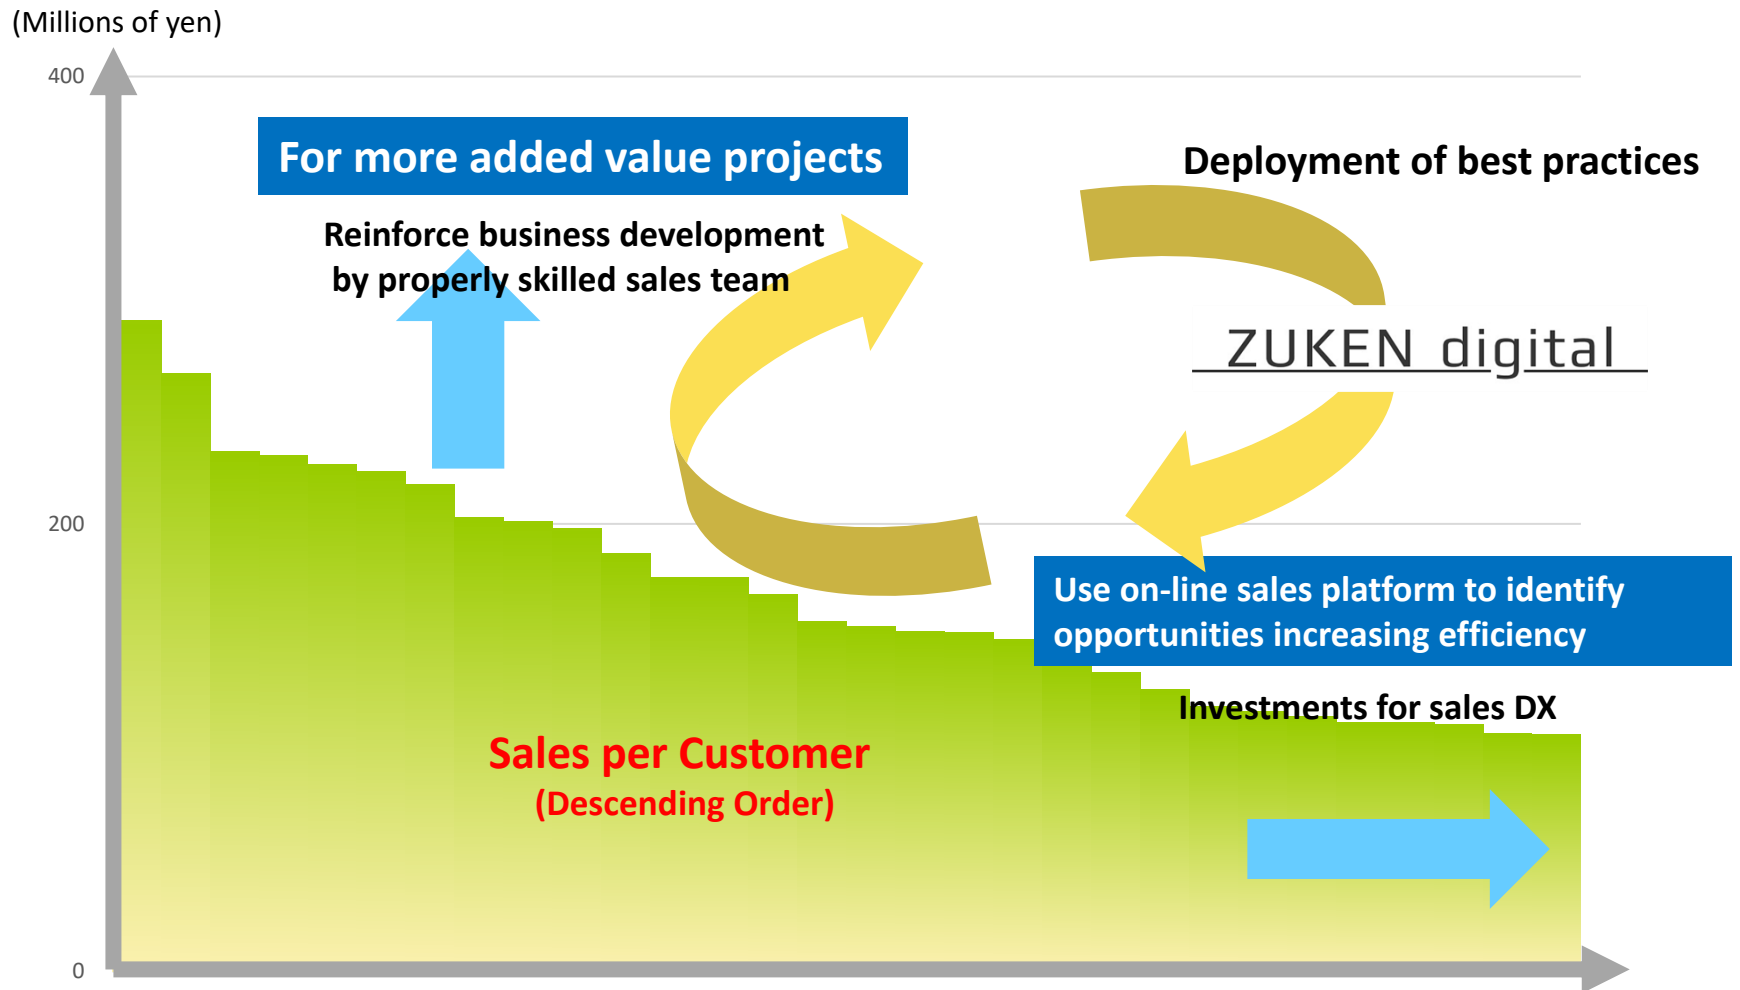 (Millions of yen)
400
For more added value projects
Deployment of best practices
Reinforce business development
by properly skilled sales team
ZUKEN digital
200
Use on-line sales platform to identify
opportunities increasing efficiency
Investments for sales DX
Sales per Customer
(Descending Order)
0